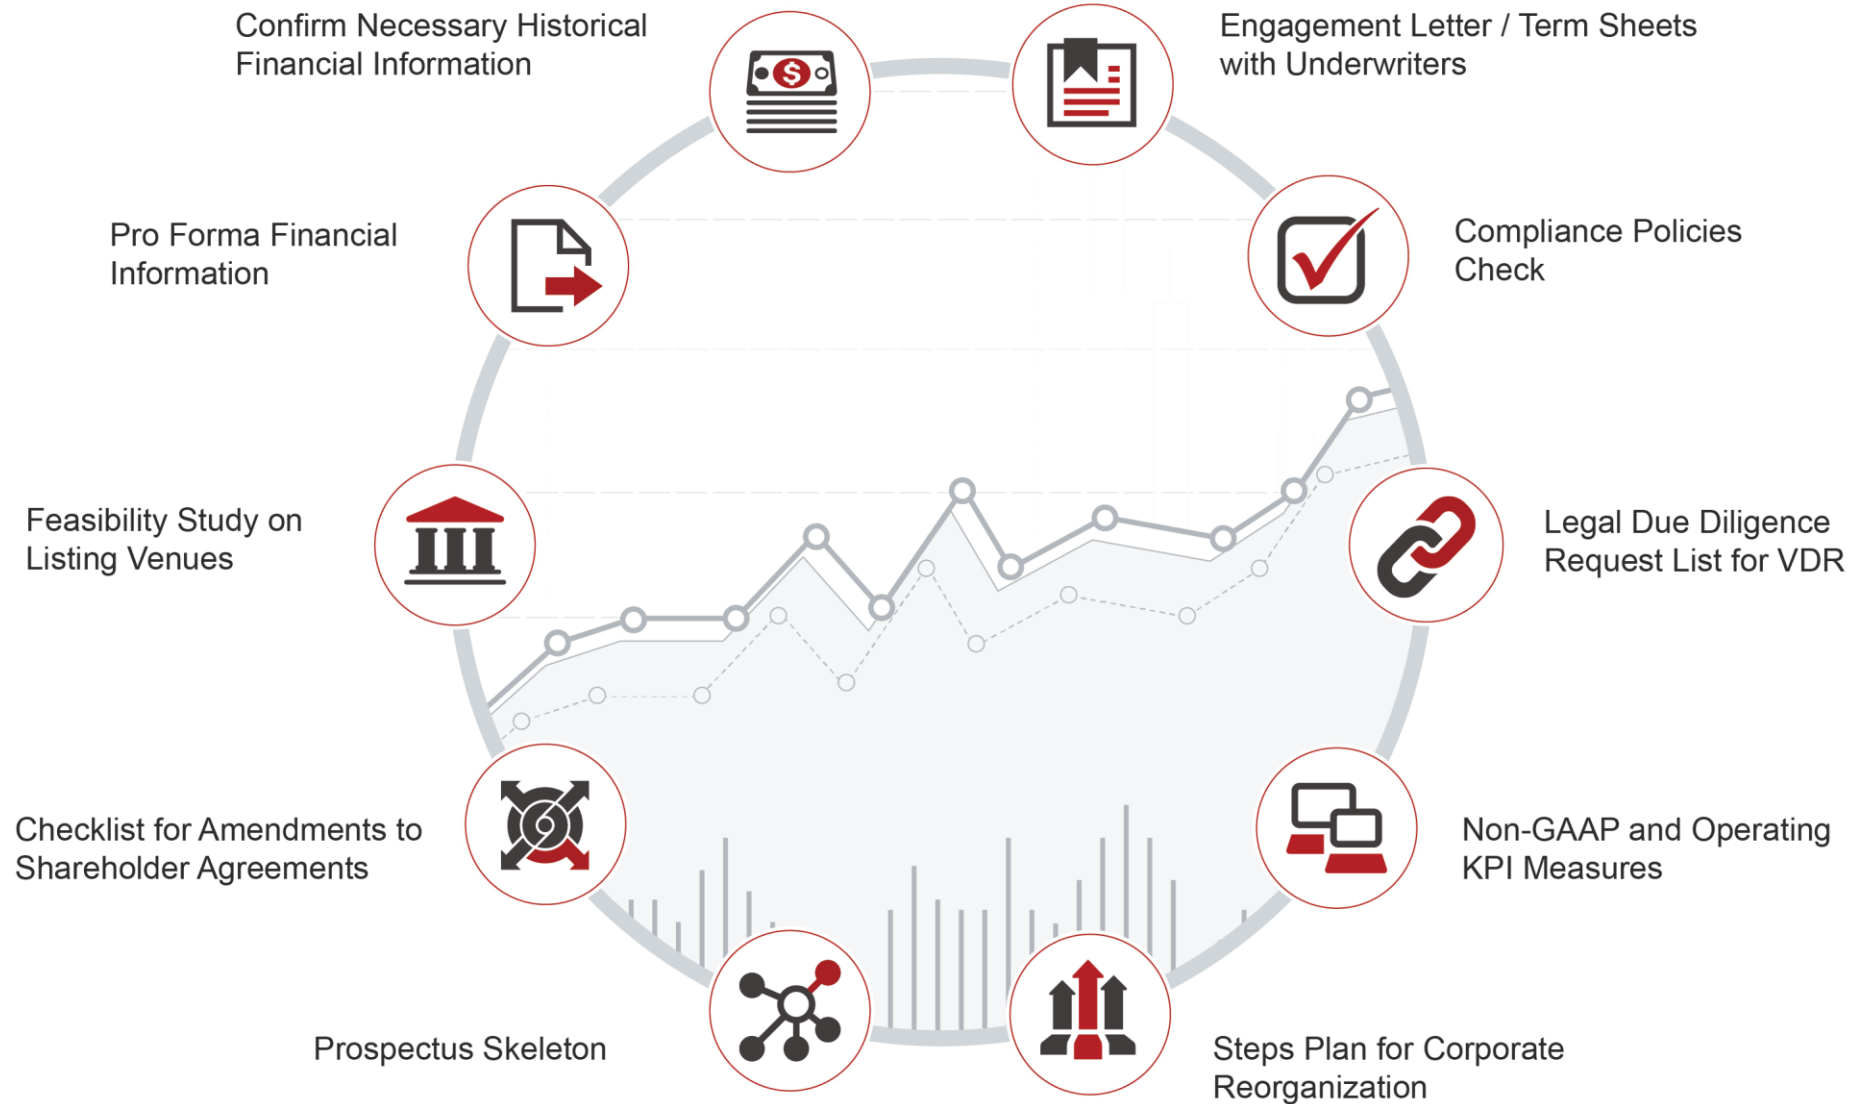 Confirm Necessary Historical
Financial Information
Engagement Letter / Term Sheets
with Underwriters
$
Pro Forma Financial
Information
Compliance Policies
Check
Feasibility Study on
Listing Venues
Legal Due Diligence
Request List for VDR
Checklist for Amendments to
Shareholder Agreements
Non-GAAP and Operating
KPI Measures
Prospectus Skeleton
Steps Plan for Corporate
Reorganization